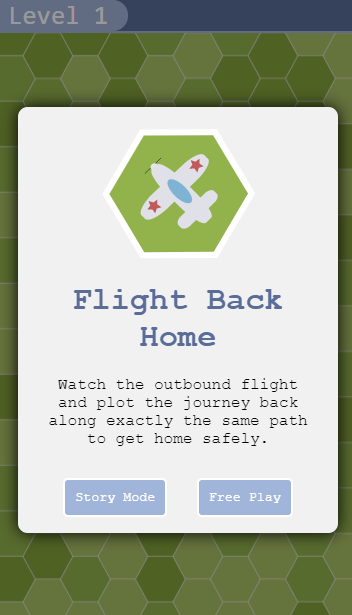 Level 1
Flight Back
Home
Watch the outbound flight
and plot the journey back
along exactly the same path
to get home safely.
Story Mode
Free Play